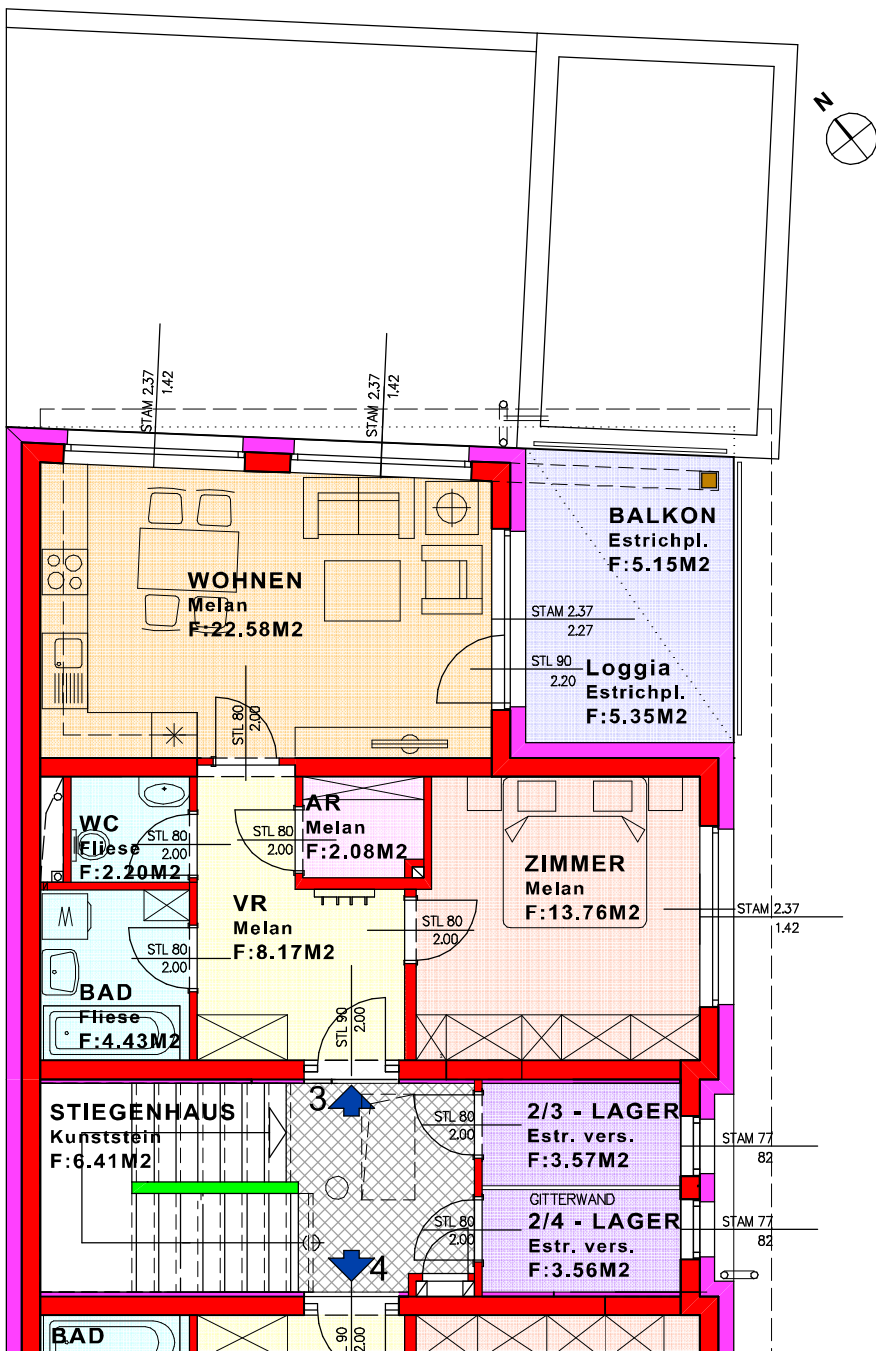 N
STAM 2.37
1.42
STAM 2.37
1.42
BALKON
Estrichpl.
F:5.15M2
WOHNEN
Melan
F:22.58M2
STAM 2.37
2.27
STL 90
2.20
Loggia
Estrichpl.
F:5.35M2
STL 80
2.00
WC
Fliese
F:2.20M2
STL 80
2.00
STL 80
2.00
AR
Melan
F:2.08M2
ZIMMER
Melan
F:13.76M2
VR
Melan
F:8.17M2
STL 80
2.00
STAM 2.37
1.42
STL 80
2.00
BAD
Fliese
F:4.43M2
STL 90
2.00
3
STIEGENHAUS
Kunststein
F:6.41M2
STL 80
2.00
2/3 - LAGER
Estr. vers.
F:3.57M2
STAM 77
82
GITTERWAND
2/4 - LAGER
Estr. vers.
F:3.56M2
STL 80
2.00
STAM 77
82
4
BAD
90
2.00